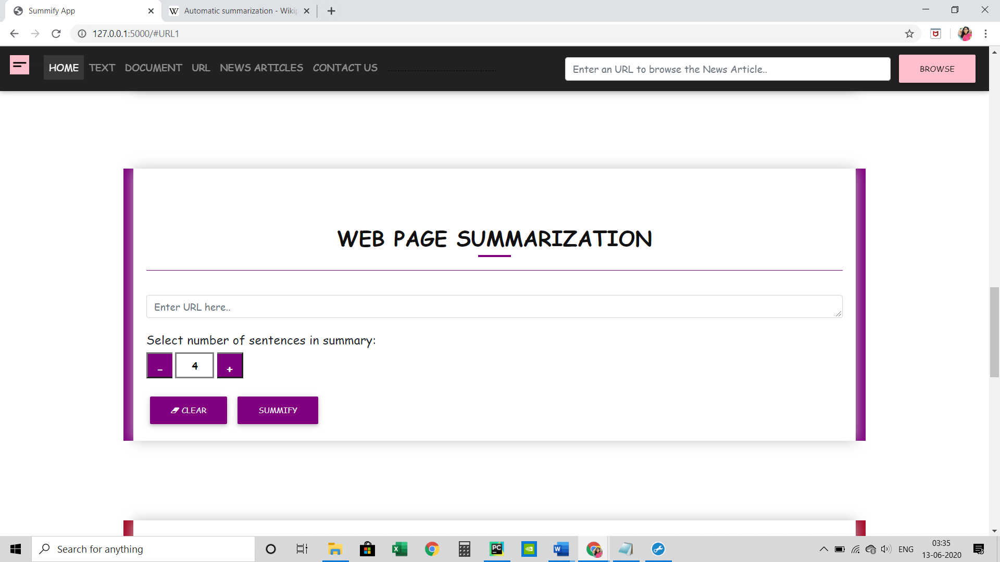 Summify App
Automatic summarization - Wikip
127.0.0.1:5000/#URL1
HOME TEXT DOCUMENT URL NEWS ARTICLES CONTACT US
Enter an URL to browse the News Article..
BROWSE
WEB PAGE SUMMARIZATION
Enter URL here..
Select number of sentences in summary:
- 4 +
CLEAR SUMMIFY
Search for anything
ENG
03:35
13-06-2020